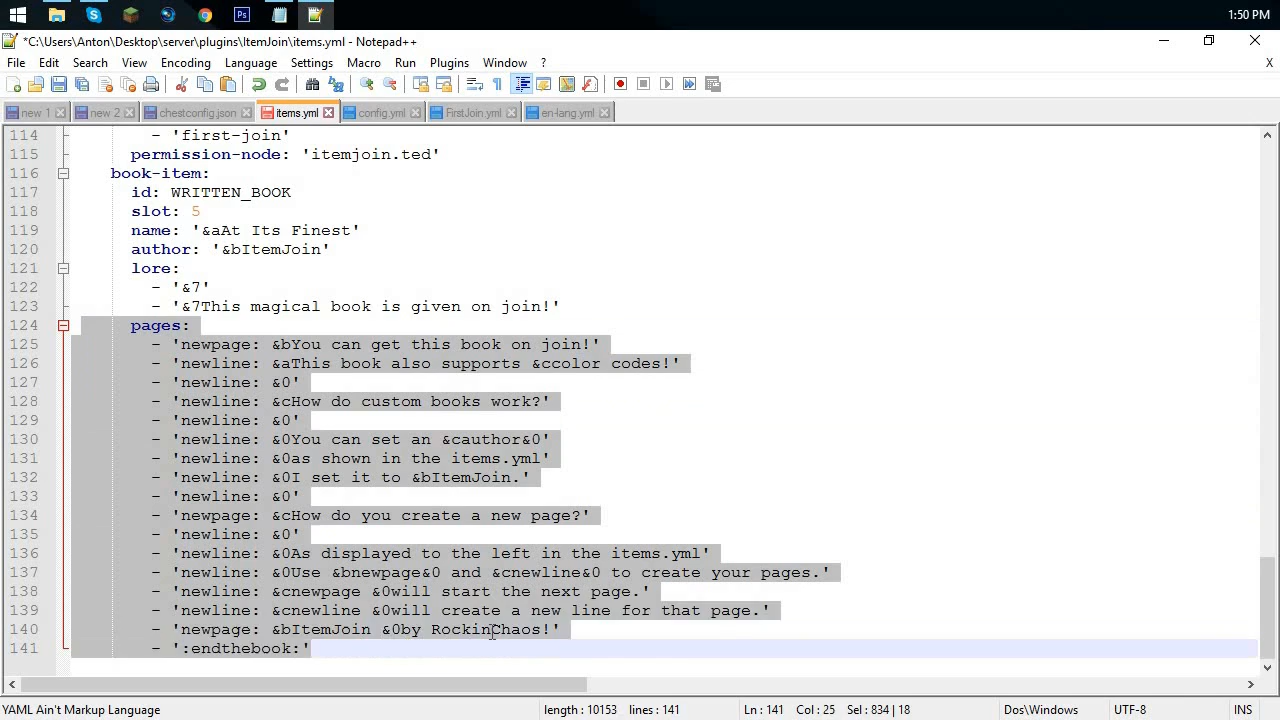 1:50 PM
*C:\Users\Anton\Desktop\server\plugins\ItemJoin\items.yml - Notepad++
File Edit Search View Encoding Language Settings Macro Run Plugins Window ? X
new 1 new 2 chestconfig.json items.yml config.yml FirstJoin.yml en-lang.yml
114 - 'first-join'
115 permission-node: 'itemjoin.ted'
116 book-item:
117 id: WRITTEN_BOOK
118 slot: 5
119 name: '&aAt Its Finest'
120 author: '&bItemJoin'
121 lore:
122 - '&7'
123 - '&7This magical book is given on join!'
124 pages:
125 - 'newpage: &bYou can get this book on join!'
126 - 'newline: &aThis book also supports &ccolor codes!'
127 - 'newline: &0'
128 - 'newline: &cHow do custom books work?'
129 - 'newline: &0'
130 - 'newline: &0You can set an &cauthor&0'
131 - 'newline: &0as shown in the items.yml'
132 - 'newline: &0I set it to &bItemJoin.'
133 - 'newline: &0'
134 - 'newpage: &cHow do you create a new page?'
135 - 'newline: &0'
136 - 'newline: &0As displayed to the left in the items.yml'
137 - 'newline: &0Use &bnewpage&0 and &cnewline&0 to create your pages.'
138 - 'newline: &cnewpage &0will start the next page.'
139 - 'newline: &cnewline &0will create a new line for that page.'
140 - 'newpage: &bItemJoin &0by RockinChaos!'
141 - ':endthebook:'
YAML Ain't Markup Language length : 10153 lines : 141 Ln : 141 Col : 25 Sel : 834 | 18 Dos\Windows UTF-8 INS